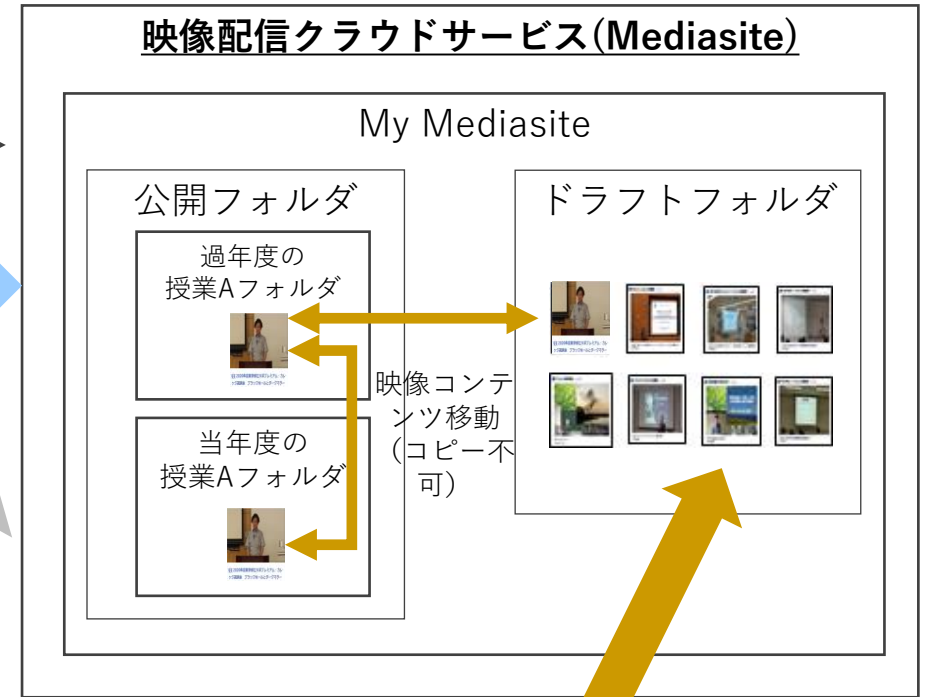 映像配信クラウドサービス(Mediasite)
My Mediasite
公開フォルダ
ドラフトフォルダ
過年度の
授業Aフォルダ
映像コンテ
ンツ移動
(コピー不
可)
当年度の
授業Aフォルダ